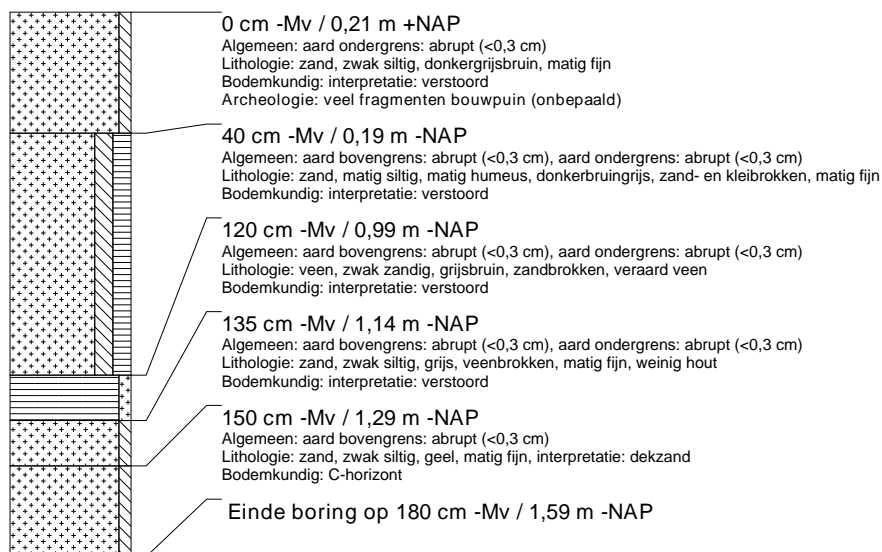 0 cm -Mv / 0,21 m +NAP
Algemeen: aard ondergrens: abrupt (<0,3 cm)
Lithologie: zand, zwak siltig, donkergrijsbruin, matig fijn
Bodemkundig: interpretatie: verstoord
Archeologie: veel fragmenten bouwpuin (onbepaald)
40 cm -Mv / 0,19 m -NAP
Algemeen: aard bovengrens: abrupt (<0,3 cm), aard ondergrens: abrupt (<0,3 cm)
Lithologie: zand, matig siltig, matig humeus, donkerbruingrijs, zand- en kleibrokken, matig fijn
Bodemkundig: interpretatie: verstoord
120 cm -Mv / 0,99 m -NAP
Algemeen: aard bovengrens: abrupt (<0,3 cm), aard ondergrens: abrupt (<0,3 cm)
Lithologie: veen, zwak zandig, grijsbruin, zandbrokken, veraard veen
Bodemkundig: interpretatie: verstoord
135 cm -Mv / 1,14 m -NAP
Algemeen: aard bovengrens: abrupt (<0,3 cm), aard ondergrens: abrupt (<0,3 cm)
Lithologie: zand, zwak siltig, grijs, veenbrokken, matig fijn, weinig hout
Bodemkundig: interpretatie: verstoord
150 cm -Mv / 1,29 m -NAP
Algemeen: aard bovengrens: abrupt (<0,3 cm)
Lithologie: zand, zwak siltig, geel, matig fijn, interpretatie: dekzand
Bodemkundig: C-horizont
Einde boring op 180 cm -Mv / 1,59 m -NAP